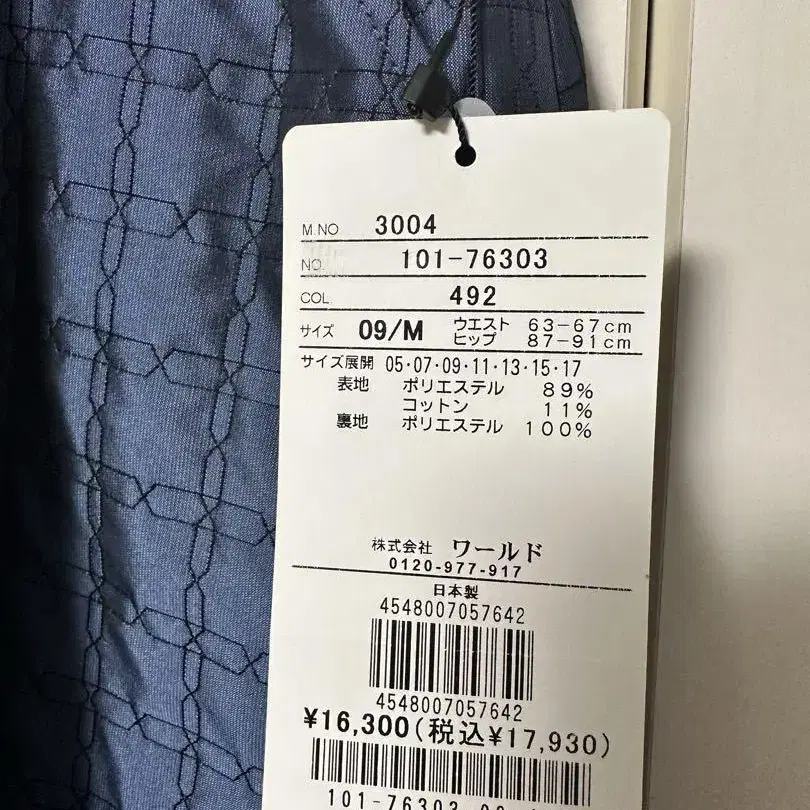 M.NO 3004
NO. 101-76303
COL. 492
サイズ 09/M ウエスト 63-67cm
ヒップ 87-91cm
サイズ展開 05・07・09・11・13・15・17
表地 ポリエステル 89%
コットン 11%
裏地 ポリエステル 100%
株式会社 ワールド
0120-977-917
日本製
4548007057642
4548007057642
¥16,300(税込¥17,930)
101-76303